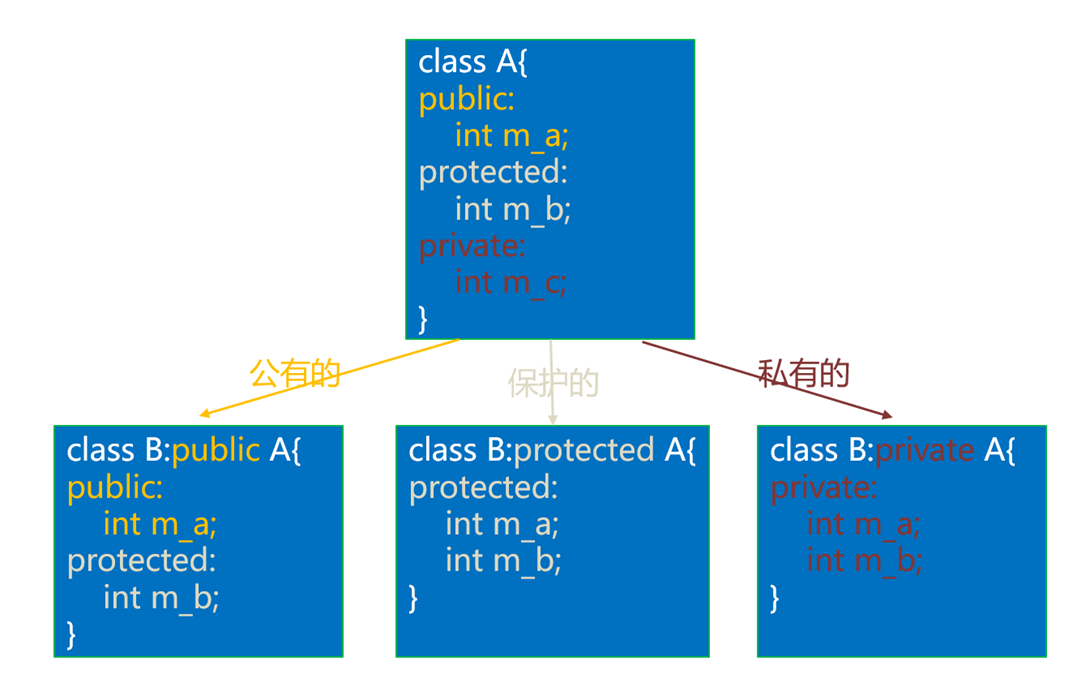 class A{
public:
int m_a;
protected:
int m_b;
private:
int m_c;
}
公有的
保护的
私有的
class B:public A{
public:
int m_a;
protected:
int m_b;
}
class B:protected A{
protected:
int m_a;
int m_b;
}
class B:private A{
private:
int m_a;
int m_b;
}